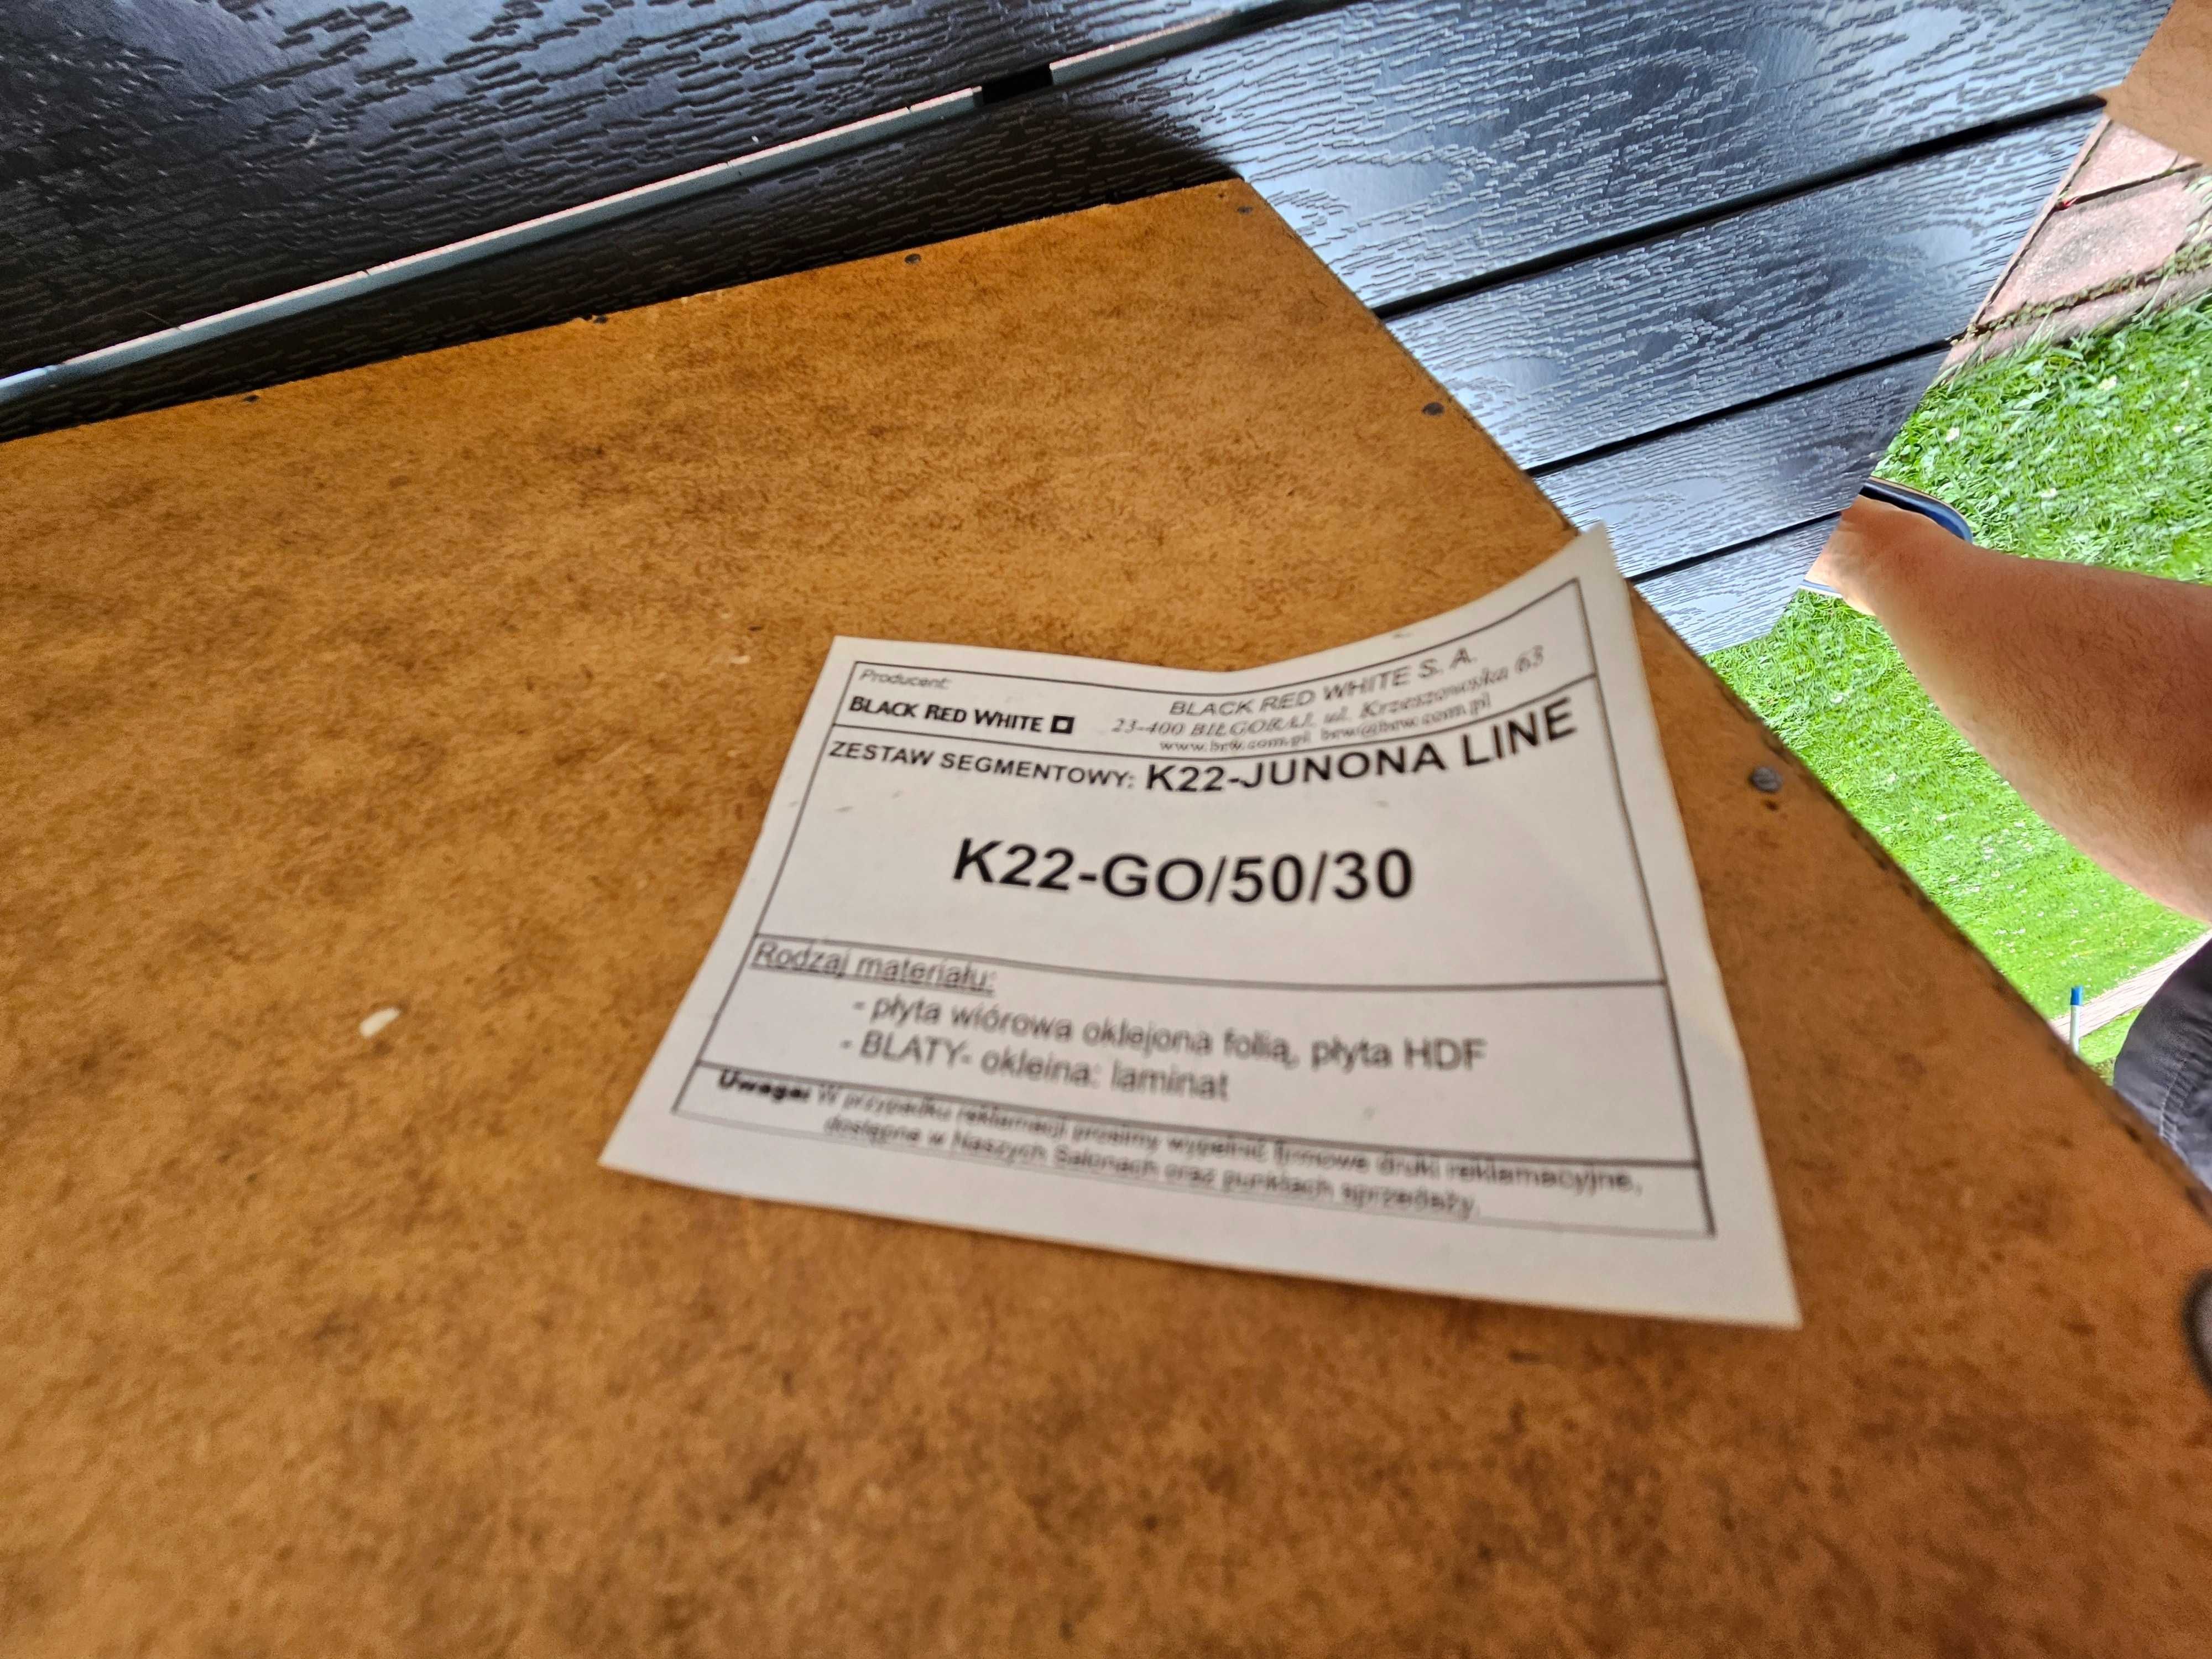 Producent:
BLACK RED WHITE
BLACK RED WHITE S. A.
23-400 BIŁGORAJ, ul. Krzeszowska 63
www.brw.com.pl brw@brw.com.pl
ZESTAW SEGMENTOWY: K22-JUNONA LINE
K22-GO/50/30
Rodzaj materiału:
- płyta wiórowa oklejona folią, płyta HDF
- BLATY- okleina: laminat
Uwaga: W przypadku reklamacji prosimy wypełnić firmowe druki reklamacyjne,
dostępne w Naszych Salonach oraz punktach sprzedaży.